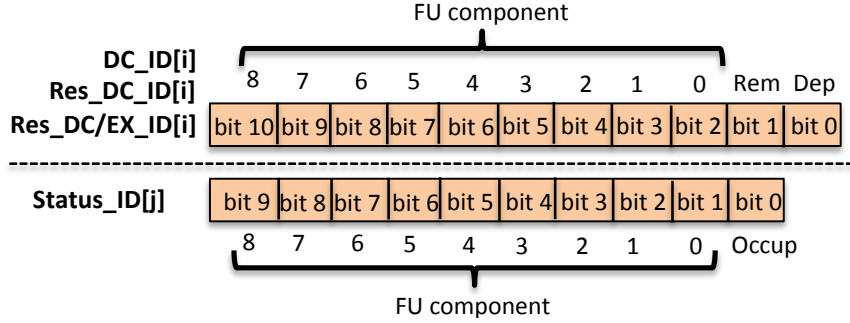 FU component
DC_ID[i]
8 7 6 5 4 3 2 1 0 Rem Dep
Res_DC_ID[i]
Res_DC/EX_ID[i] bit 10 bit 9 bit 8 bit 7 bit 6 bit 5 bit 4 bit 3 bit 2 bit 1 bit 0
Status_ID[j] bit 9 bit 8 bit 7 bit 6 bit 5 bit 4 bit 3 bit 2 bit 1 bit 0
8 7 6 5 4 3 2 1 0 Occup
FU component